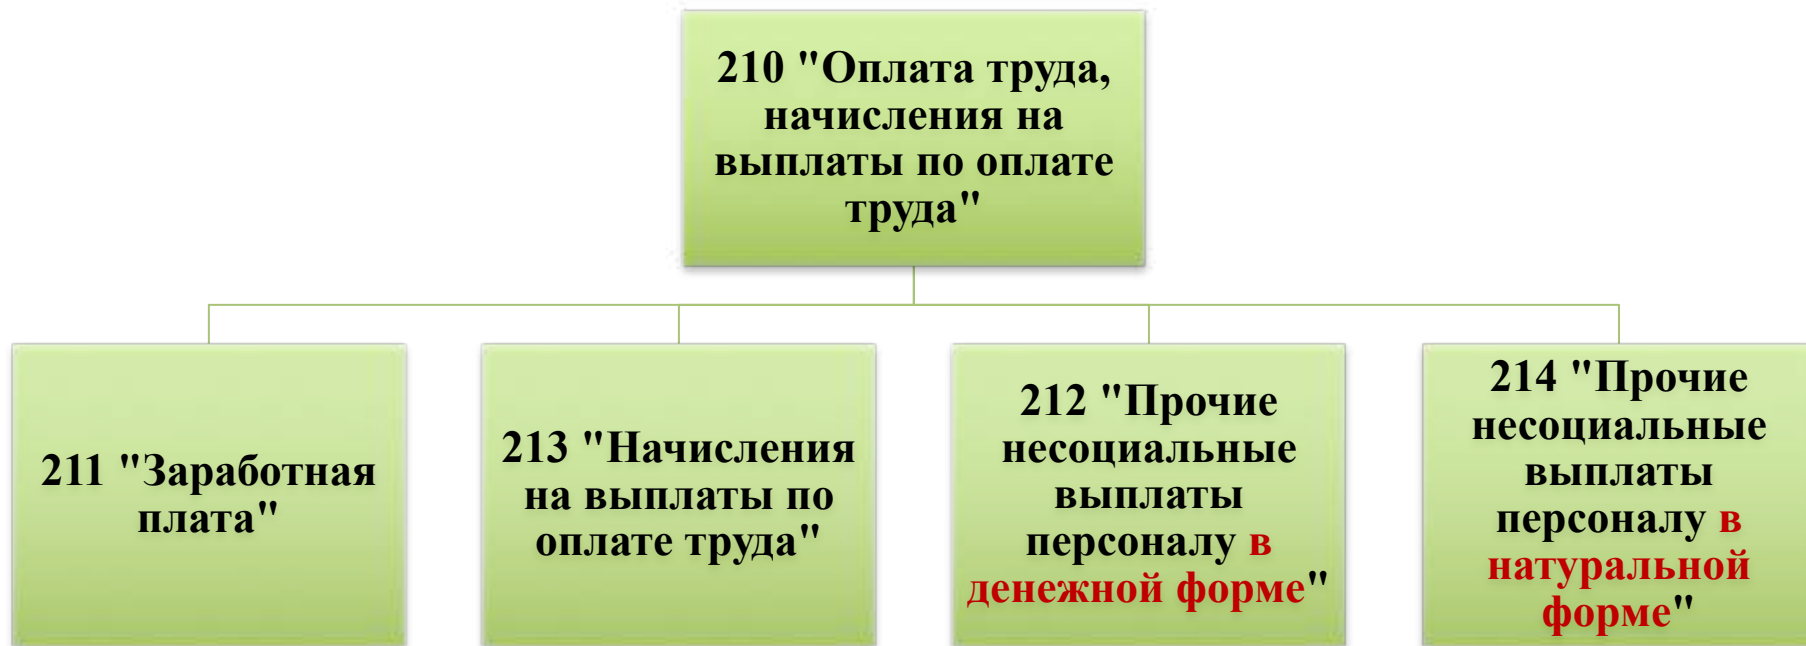 210 "Оплата труда,
начисления на
выплаты по оплате
труда"
211 "Заработная
плата"
213 "Начисления
на выплаты по
оплате труда"
212 "Прочие
несоциальные
выплаты
персоналу в
денежной форме"
214 "Прочие
несоциальные
выплаты
персоналу в
натуральной
форме"